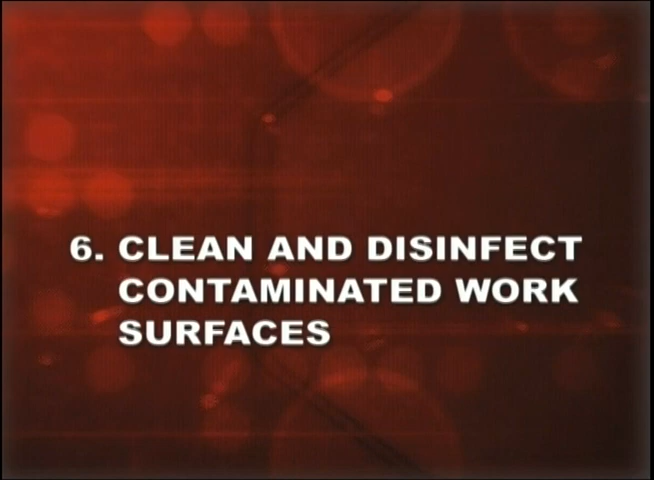 6. CLEAN AND DISINFECT
CONTAMINATED WORK
SURFACES